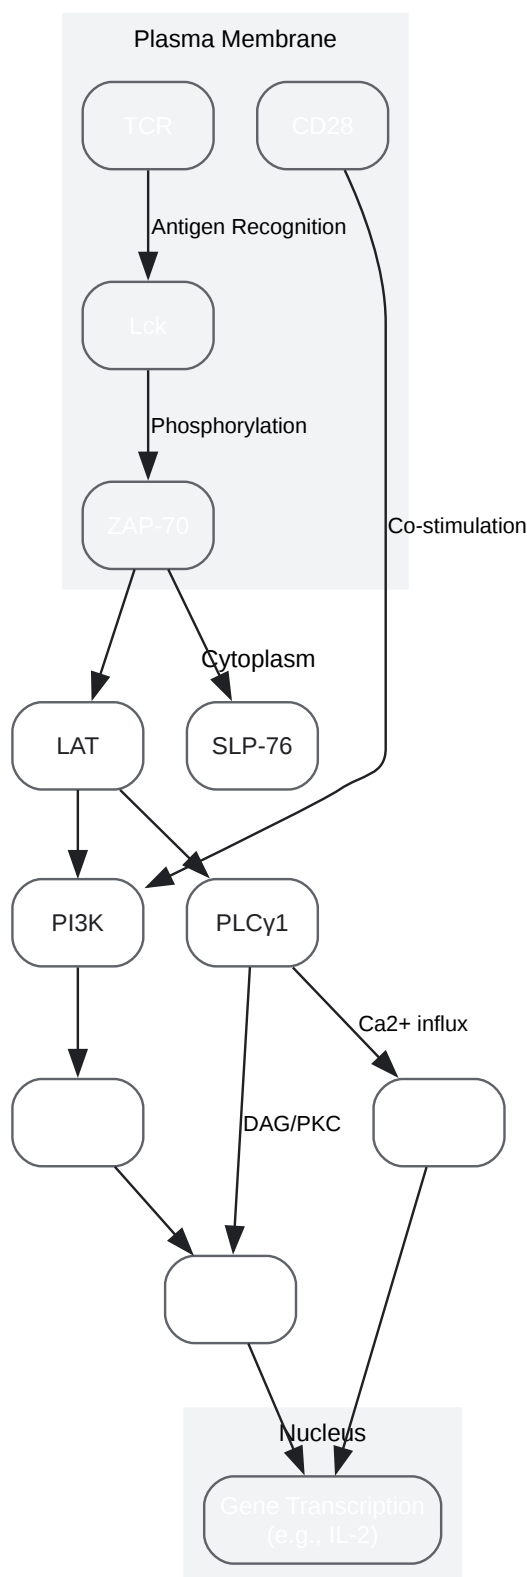 Plasma Membrane
TCR
CD28
Antigen Recognition
Lck
Phosphorylation
ZAP-70
Co-stimulation
Cytoplasm
LAT
SLP-76
PI3K
PLCγ1
Ca2+ influx
DAG/PKC
Nucleus
Gene Transcription
(e.g., IL-2)